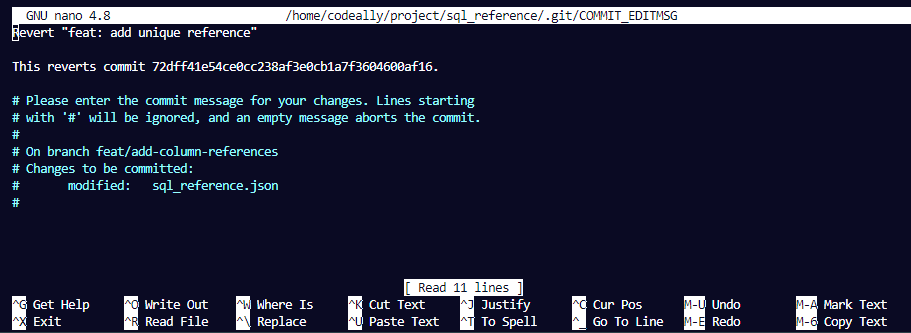 GNU nano 4.8 /home/codeally/project/sql_reference/.git/COMMIT_EDITMSG
Revert "feat: add unique reference"
This reverts commit 72dff41e54ce0cc238af3e0cb1a7f3604600af16.
# Please enter the commit message for your changes. Lines starting
# with '#' will be ignored, and an empty message aborts the commit.
#
# On branch feat/add-column-references
# Changes to be committed:
#       modified:   sql_reference.json
#
[ Read 11 lines ]
^G Get Help ^O Write Out ^W Where Is ^K Cut Text ^J Justify ^C Cur Pos M-U Undo M-A Mark Text
^X Exit ^R Read File ^\ Replace ^U Paste Text ^T To Spell ^_ Go To Line M-E Redo M-6 Copy Text